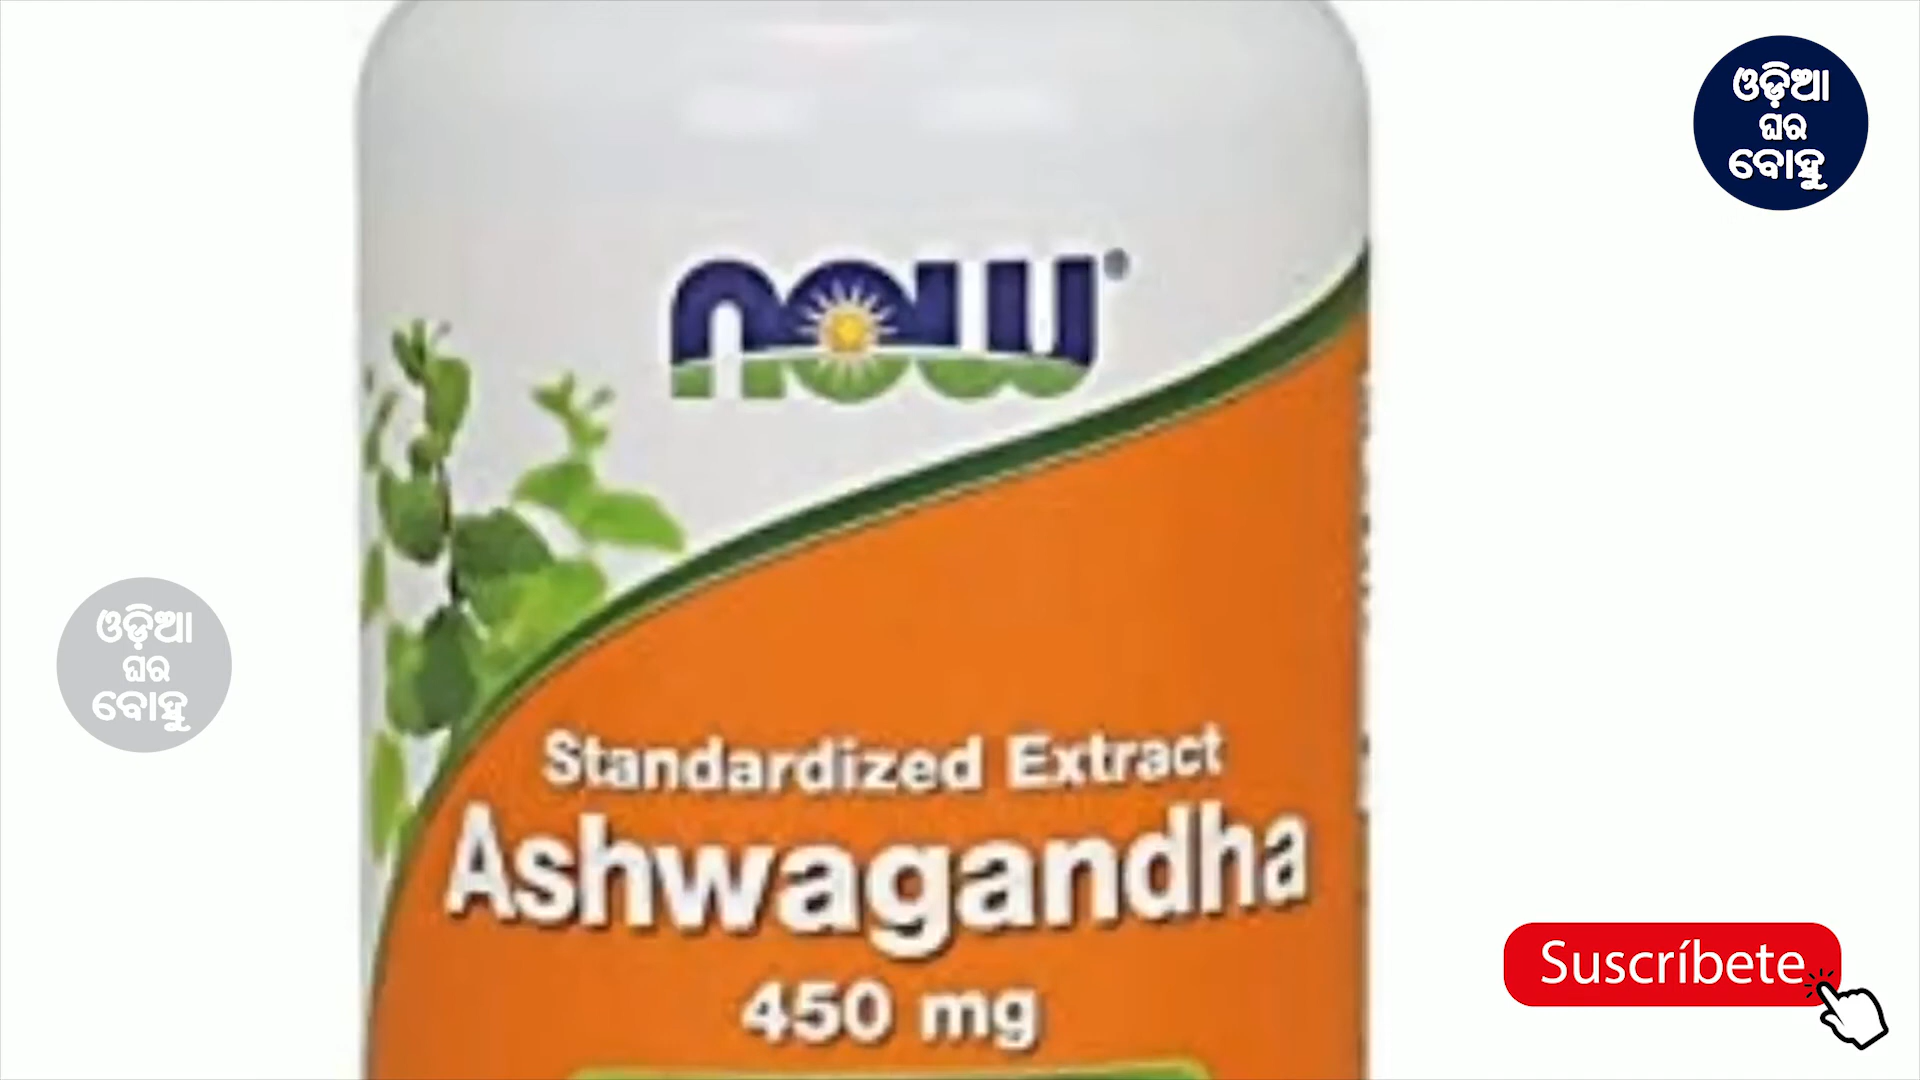 ଓଡ଼ିଆ
ଘର
ବୋହୁ
now®
ଓଡ଼ିଆ
ଘର
ବୋହୁ
Standardized Extract
Ashwagandha
450 mg
Suscríbete